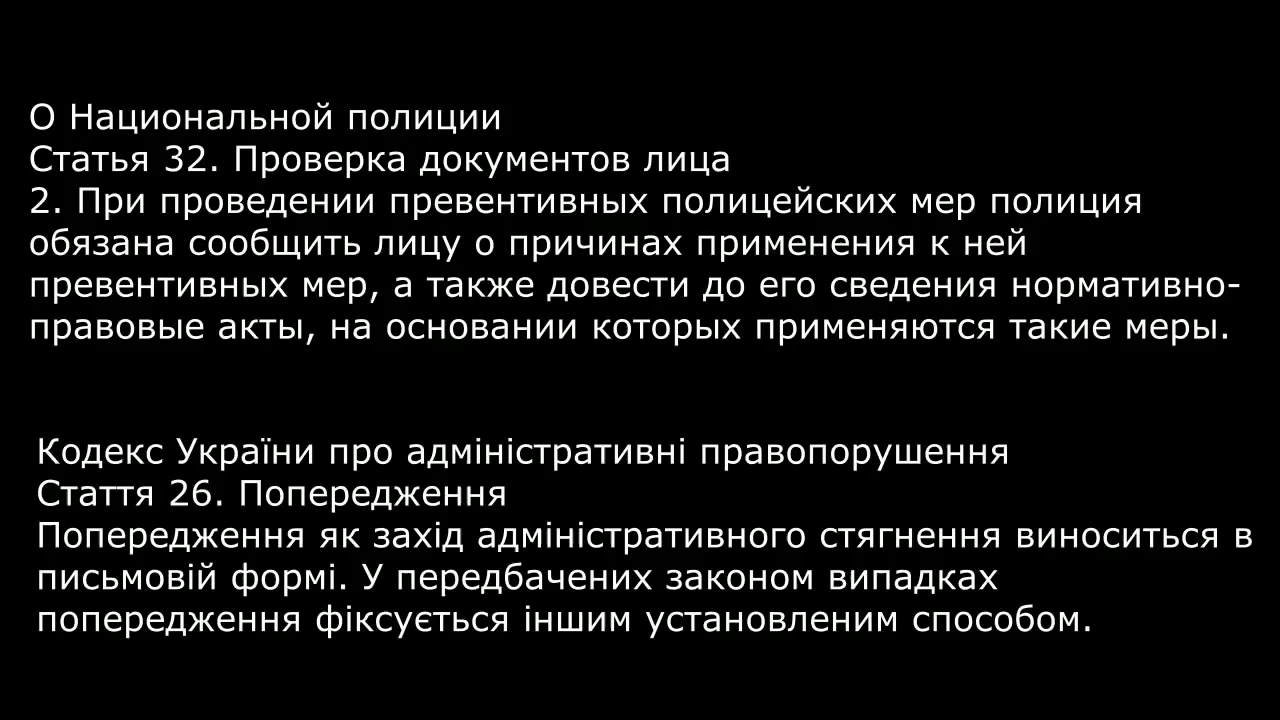 О Национальной полиции
Статья 32. Проверка документов лица
2. При проведении превентивных полицейских мер полиция
обязана сообщить лицу о причинах применения к ней
превентивных мер, а также довести до его сведения нормативно-
правовые акты, на основании которых применяются такие меры.
Кодекс України про адміністративні правопорушення
Стаття 26. Попередження
Попередження як захід адміністративного стягнення виноситься в
письмовій формі. У передбачених законом випадках
попередження фіксується іншим установленим способом.